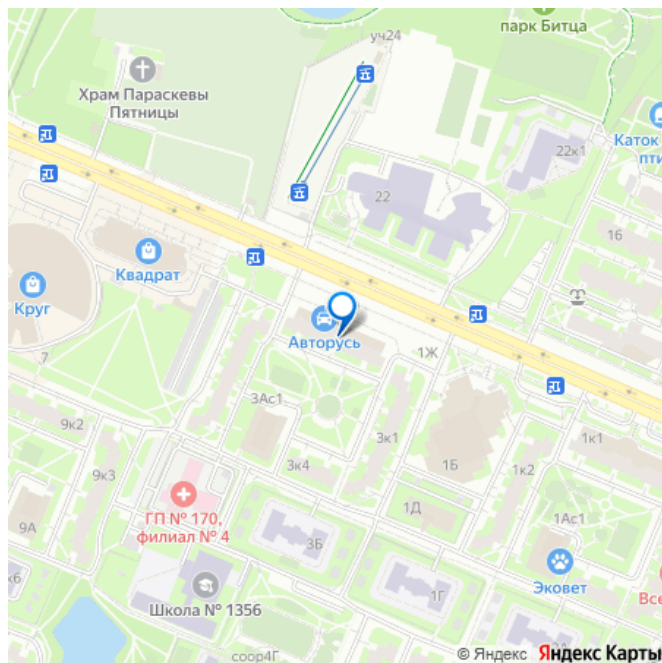 парк Битца
уч24
Храм Параскевы
Пятницы
22к1
Каток
пти
22
16
Квадрат
Круг
Авторусь
1Ж
7
3Ас1
9к2
3к1
1к1
9к3
3к4
1Б
1к2
ГП № 170,
филиал № 4
1Д
1Ас1
9А
3Б
Эковет
Все
к6
Школа № 1356
1Г
соор4Г
© Яндекс Яндекс Карты